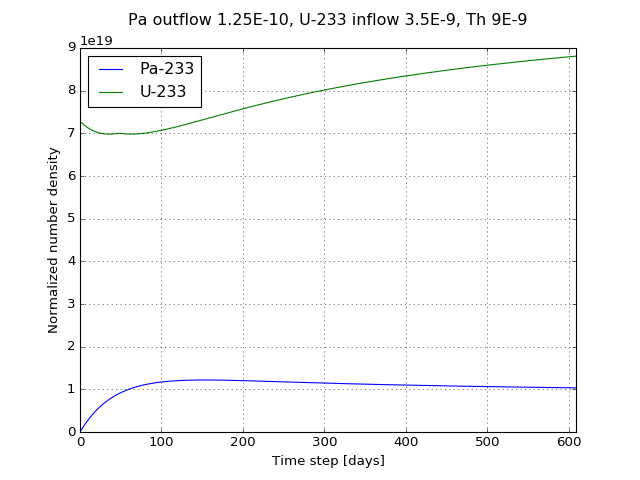 Pa outflow 1.25E-10, U-233 inflow 3.5E-9, Th 9E-9
1e19
9
Pa-233
U-233
8
7
6
5
4
3
2
1
0
Normalized number density
0 100 200 300 400 500 600
Time step [days]